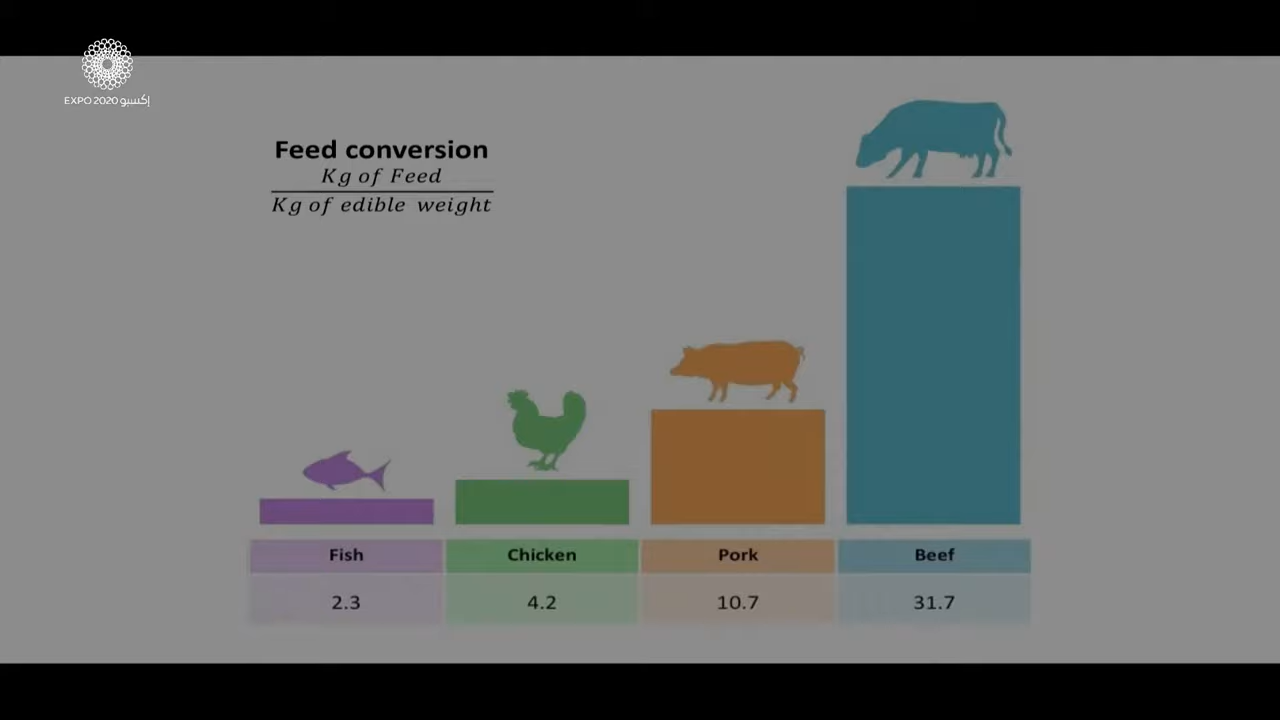 EXPO 2020 إكسبو
Feed conversion
Kg of Feed
Kg of edible weight
Fish Chicken Pork Beef
2.3 4.2 10.7 31.7